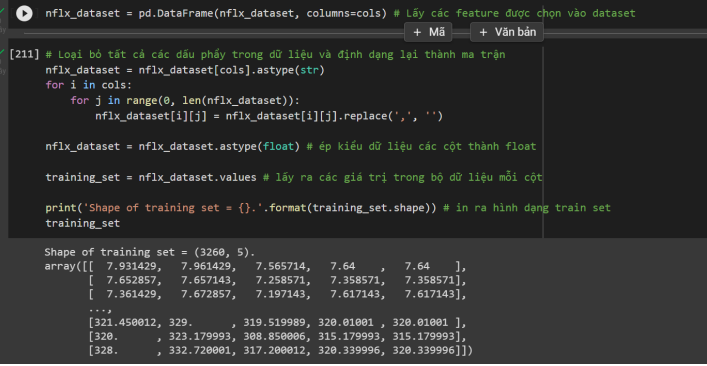 nflx_dataset = pd.DataFrame(nflx_dataset, columns=cols) # Lấy các feature được chọn vào dataset
+ Mã + Văn bản
[211] # Loại bỏ tất cả các dấu phẩy trong dữ liệu và định dạng lại thành ma trận
nflx_dataset = nflx_dataset[cols].astype(str)
for i in cols:
for j in range(0, len(nflx_dataset)):
nflx_dataset[i][j] = nflx_dataset[i][j].replace(',', '')
nflx_dataset = nflx_dataset.astype(float) # ép kiểu dữ liệu các cột thành float
training_set = nflx_dataset.values # lấy ra các giá trị trong bộ dữ liệu mỗi cột
print('Shape of training set = {}.'.format(training_set.shape)) # in ra hình dạng train set
training_set
Shape of training set = (3260, 5).
array([[ 7.931429, 7.961429, 7.565714, 7.64 , 7.64 ],
[ 7.652857, 7.657143, 7.258571, 7.358571, 7.358571],
[ 7.361429, 7.672857, 7.197143, 7.617143, 7.617143],
...,
[321.450012, 329. , 319.519989, 320.01001 , 320.01001 ],
[320. , 323.179993, 308.850006, 315.179993, 315.179993],
[328. , 332.720001, 317.200012, 320.339996, 320.339996]])